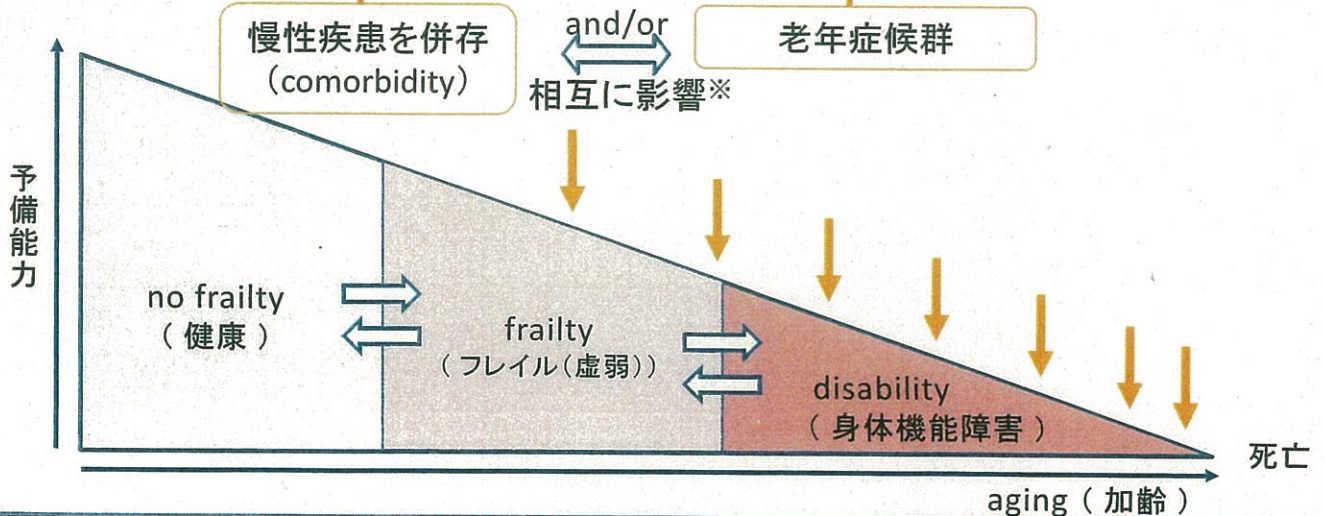 慢性疾患を併存
（comorbidity）
and/or
相互に影響※
老年症候群
予備能力
no frailty
（ 健康 ）
frailty
（ フレイル（虚弱））
disability
（ 身体機能障害 ）
死亡
aging （ 加齢 ）